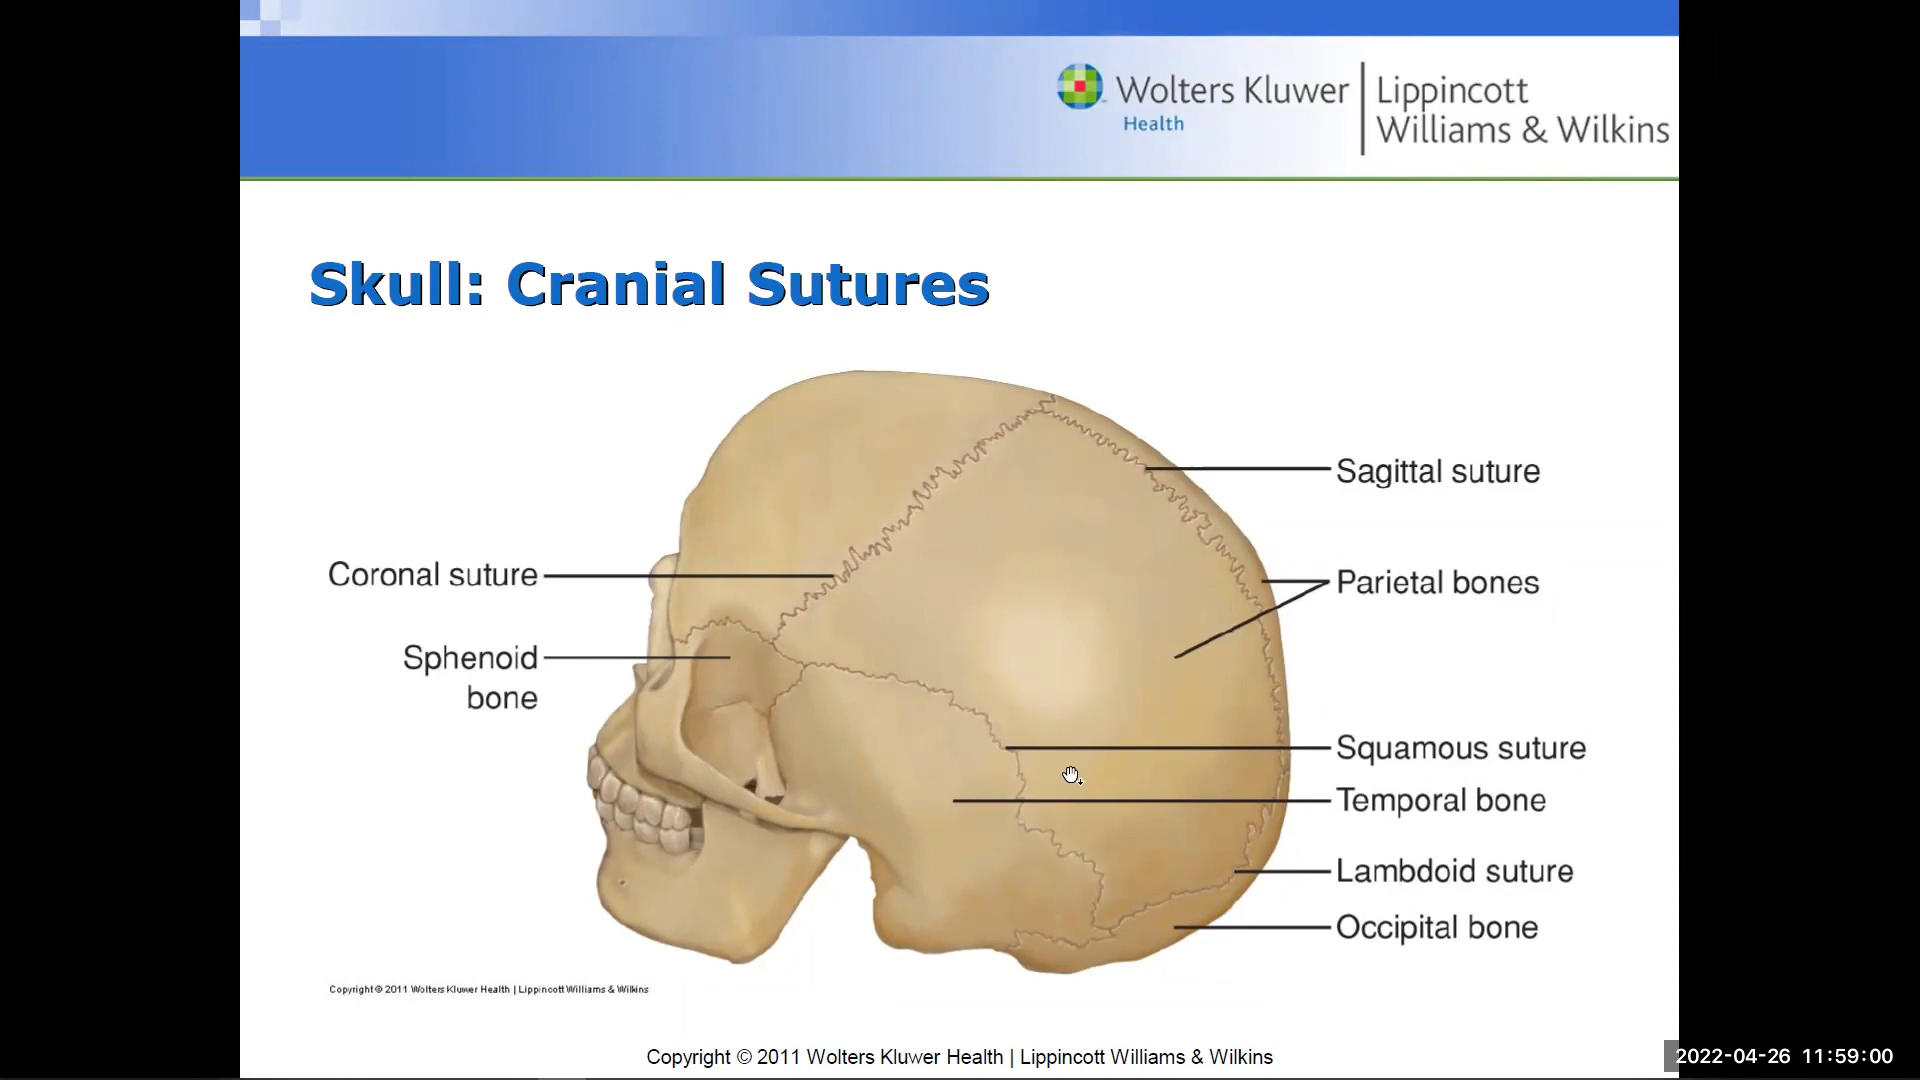 Wolters Kluwer
Health
Lippincott
Williams & Wilkins
Skull: Cranial Sutures
Sagittal suture
Coronal suture
Parietal bones
Sphenoid
bone
Squamous suture
Temporal bone
Lambdoid suture
Occipital bone
Copyright © 2011 Wolters Kluwer Health | Lippincott Williams & Wilkins
Copyright © 2011 Wolters Kluwer Health | Lippincott Williams & Wilkins
2022-04-26 11:59:00